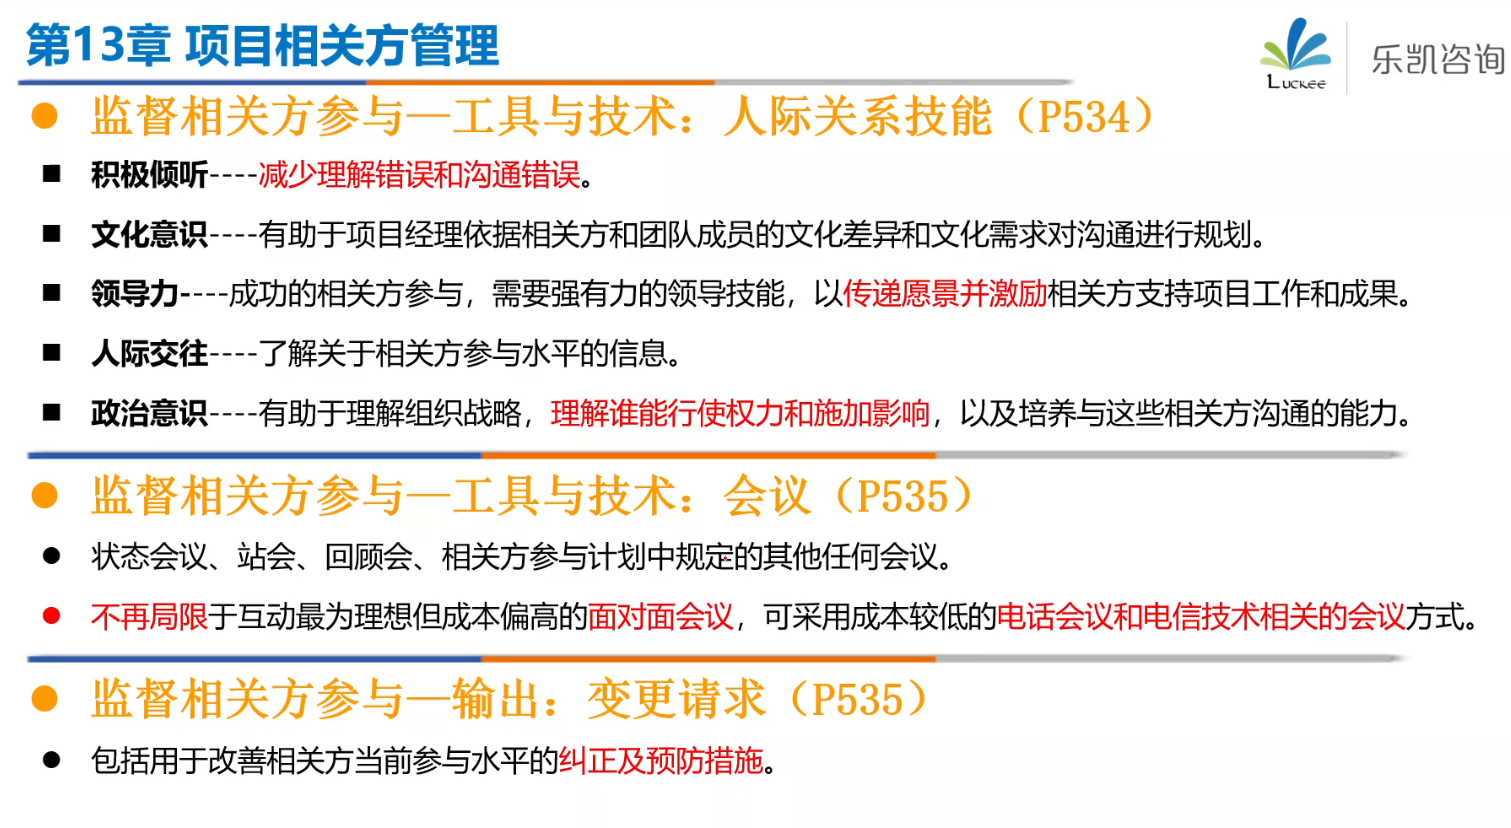 第13章 项目相关方管理
Luckee
乐凯咨询
监督相关方参与—工具与技术：人际关系技能（P534）
积极倾听----减少理解错误和沟通错误。
文化意识----有助于项目经理依据相关方和团队成员的文化差异和文化需求对沟通进行规划。
领导力----成功的相关方参与，需要强有力的领导技能，以传递愿景并激励相关方支持项目工作和成果。
人际交往----了解关于相关方参与水平的信息。
政治意识----有助于理解组织战略，理解谁能行使权力和施加影响，以及培养与这些相关方沟通的能力。
监督相关方参与—工具与技术：会议（P535）
状态会议、站会、回顾会、相关方参与计划中规定的其他任何会议。
不再局限于互动最为理想但成本偏高的面对面会议，可采用成本较低的电话会议和电信技术相关的会议方式。
监督相关方参与—输出：变更请求（P535）
包括用于改善相关方当前参与水平的纠正及预防措施。